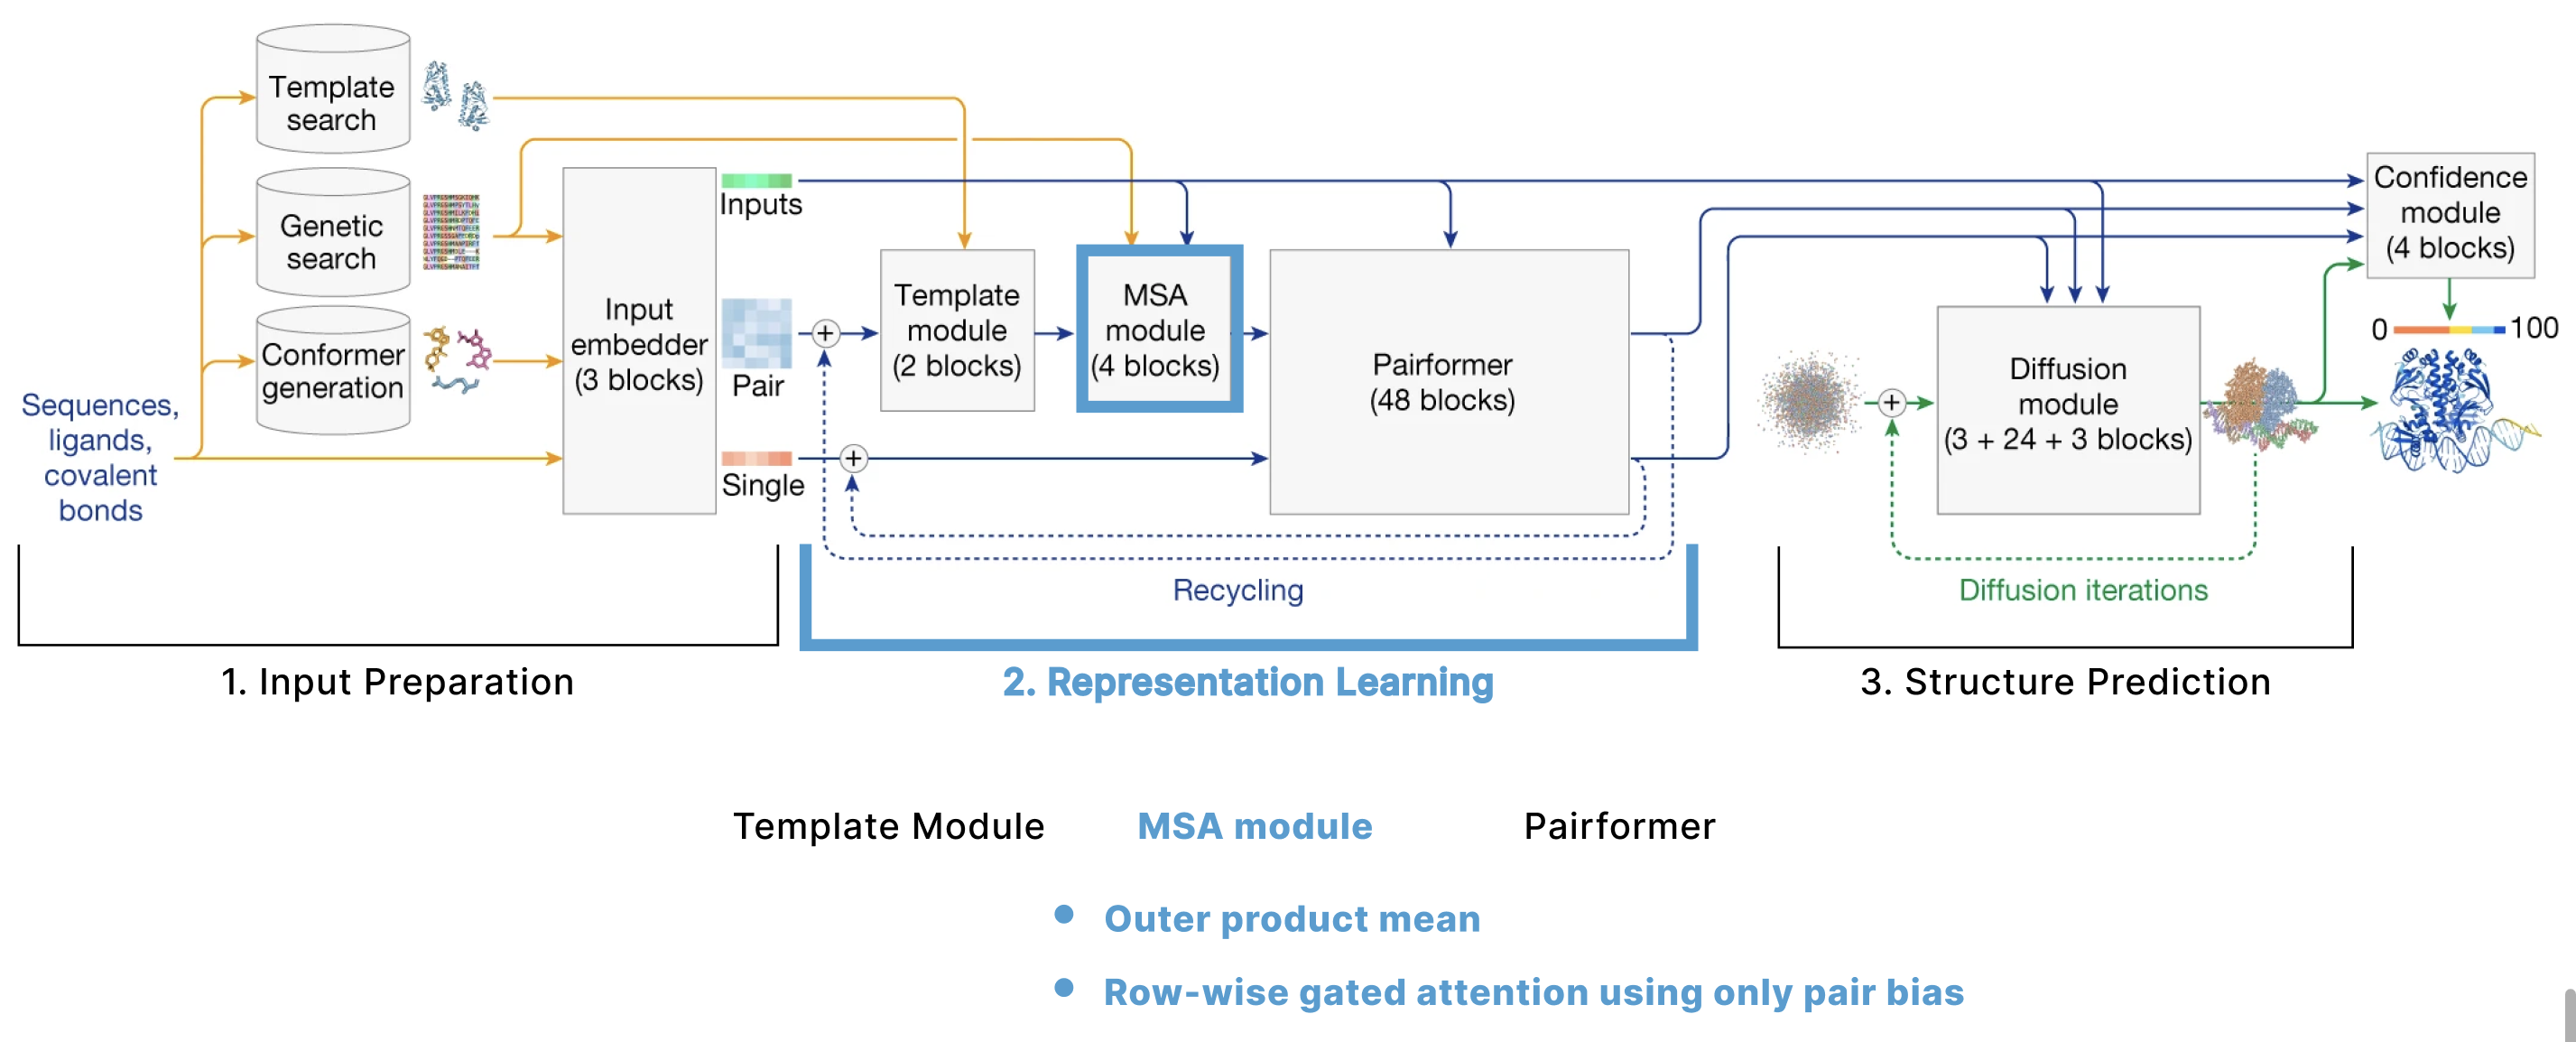 Template
search
Genetic
search
Conformer
generation
Sequences,
ligands,
covalent
bonds
Input
embedder
(3 blocks)
Inputs
Pair
Single
+
+
Template
module
(2 blocks)
MSA
module
(4 blocks)
Pairformer
(48 blocks)
Recycling
+
Diffusion
module
(3 + 24 + 3 blocks)
Diffusion iterations
Confidence
module
(4 blocks)
0 100
1. Input Preparation
2. Representation Learning
3. Structure Prediction
Template Module
MSA module
Pairformer
• Outer product mean
• Row-wise gated attention using only pair bias